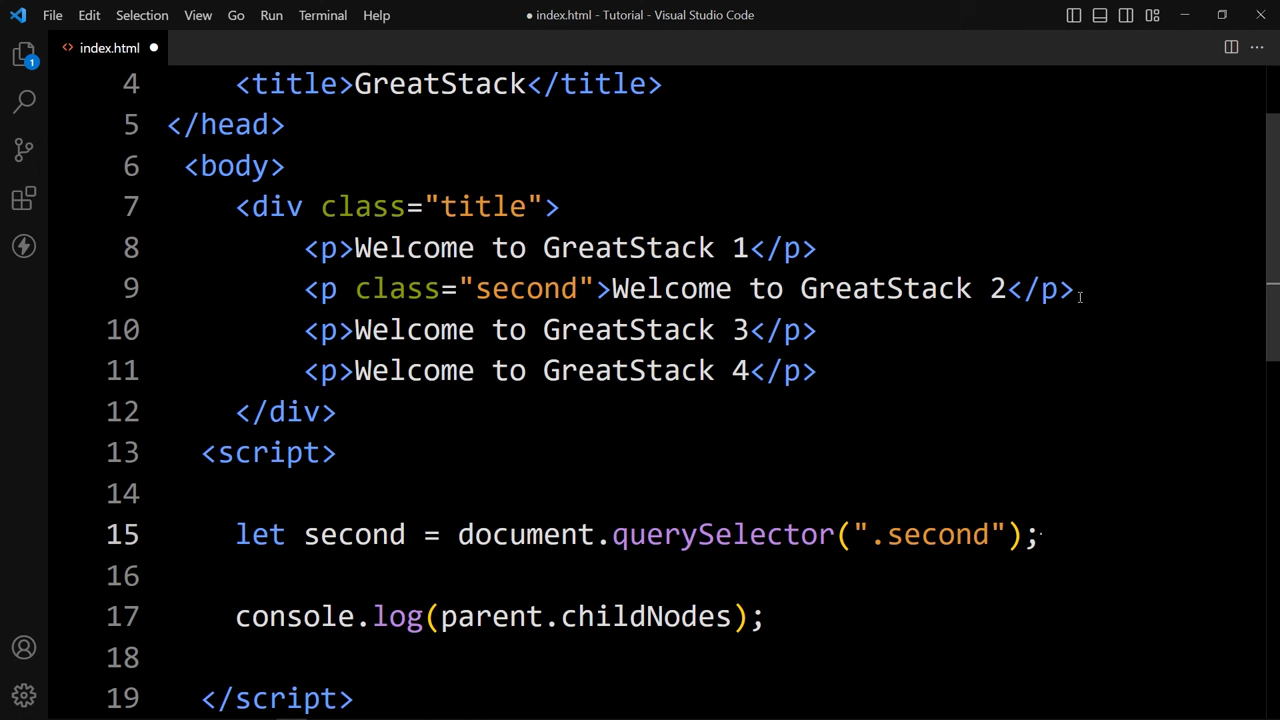 File Edit Selection View Go Run Terminal Help ● index.html - Tutorial - Visual Studio Code
<> index.html ●
1
4 <title>GreatStack</title>
5 </head>
6 <body>
7 <div class="title">
8 <p>Welcome to GreatStack 1</p>
9 <p class="second">Welcome to GreatStack 2</p>
10 <p>Welcome to GreatStack 3</p>
11 <p>Welcome to GreatStack 4</p>
12 </div>
13 <script>
14
15 let second = document.querySelector(".second");
16
17 console.log(parent.childNodes);
18
19 </script>